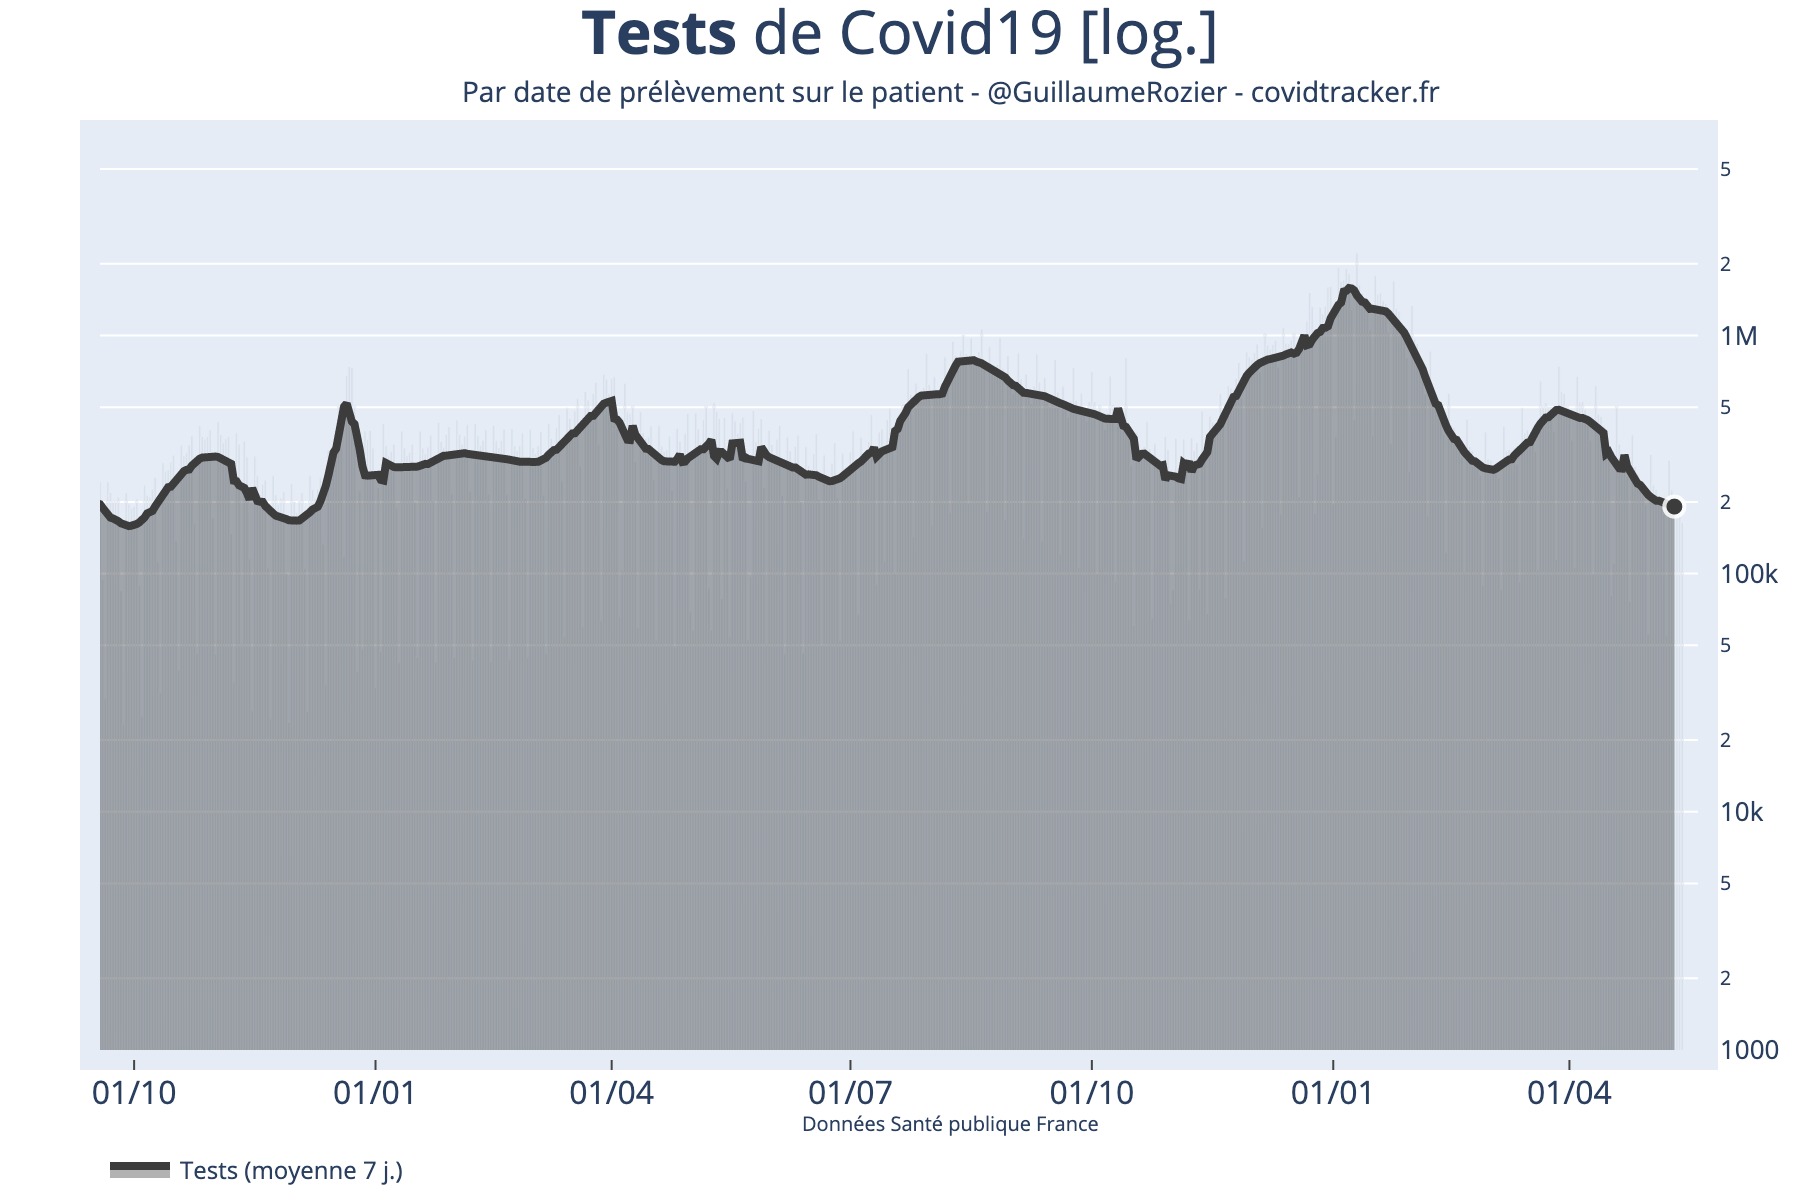 Tests de Covid19 [log.]
Par date de prélèvement sur le patient - @GuillaumeRozier - covidtracker.fr
5
2
1M
5
2
100k
5
2
10k
5
2
1000
01/10 01/01 01/04 01/07 01/10 01/01 01/04
Données Santé publique France
Tests (moyenne 7 j.)